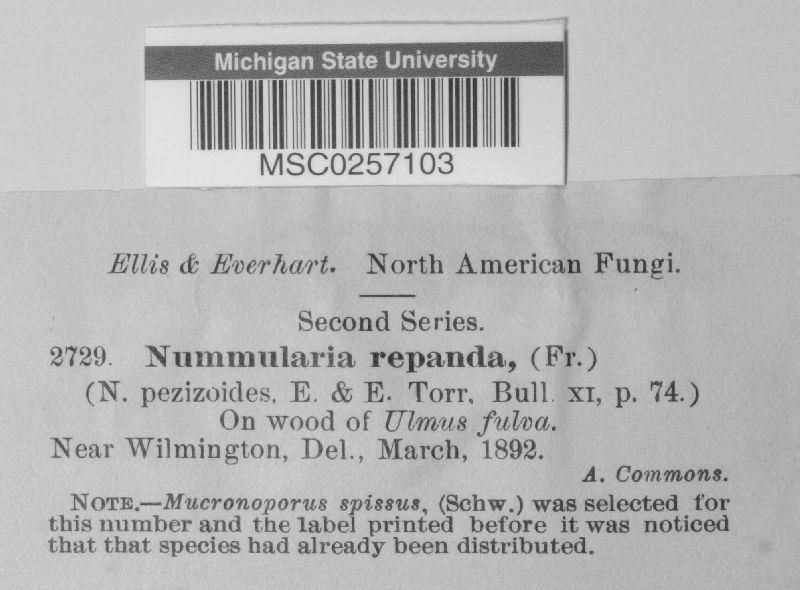 Michigan State University
MSC0257103
Ellis & Everhart. North American Fungi.
Second Series.
2729. Nummularia repanda, (Fr.)
(N. pezizoides, E. & E. Torr, Bull. XI, p. 74.)
On wood of Ulmus fulva.
Near Wilmington, Del., March, 1892.
A. Commons.
NOTE.—Mucronoporus spissus, (Schw.) was selected for
this number and the label printed before it was noticed
that that species had already been distributed.